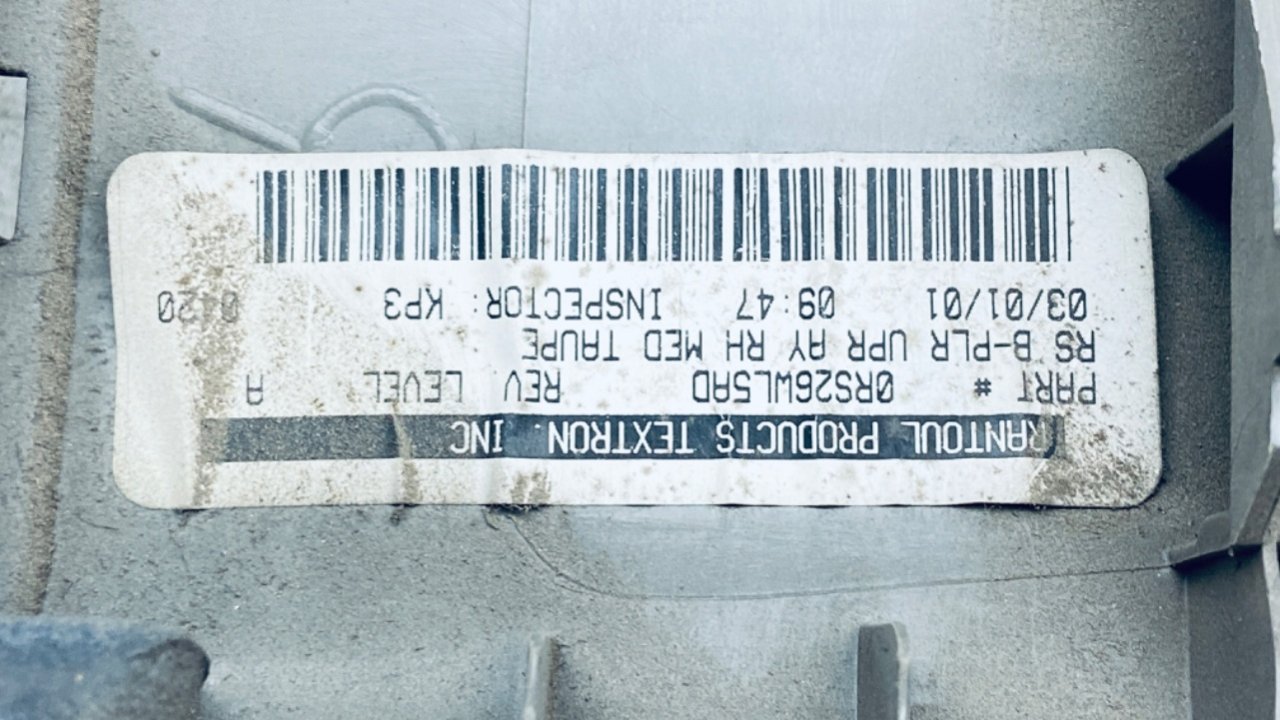 RANTOUL PRODUCTS TEXTRON. INC
PART # 0RS26WL5AD REV. LEVEL A
RS B-PLR UPR AY RH MED TAUPE
03/01/01 09:47 INSPECTOR: KP3 0420